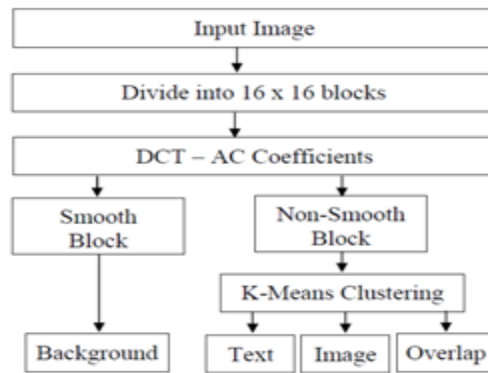 Input Image
Divide into 16 x 16 blocks
DCT – AC Coefficients
Smooth
Block
Non-Smooth
Block
K-Means Clustering
Background
Text
Image
Overlap